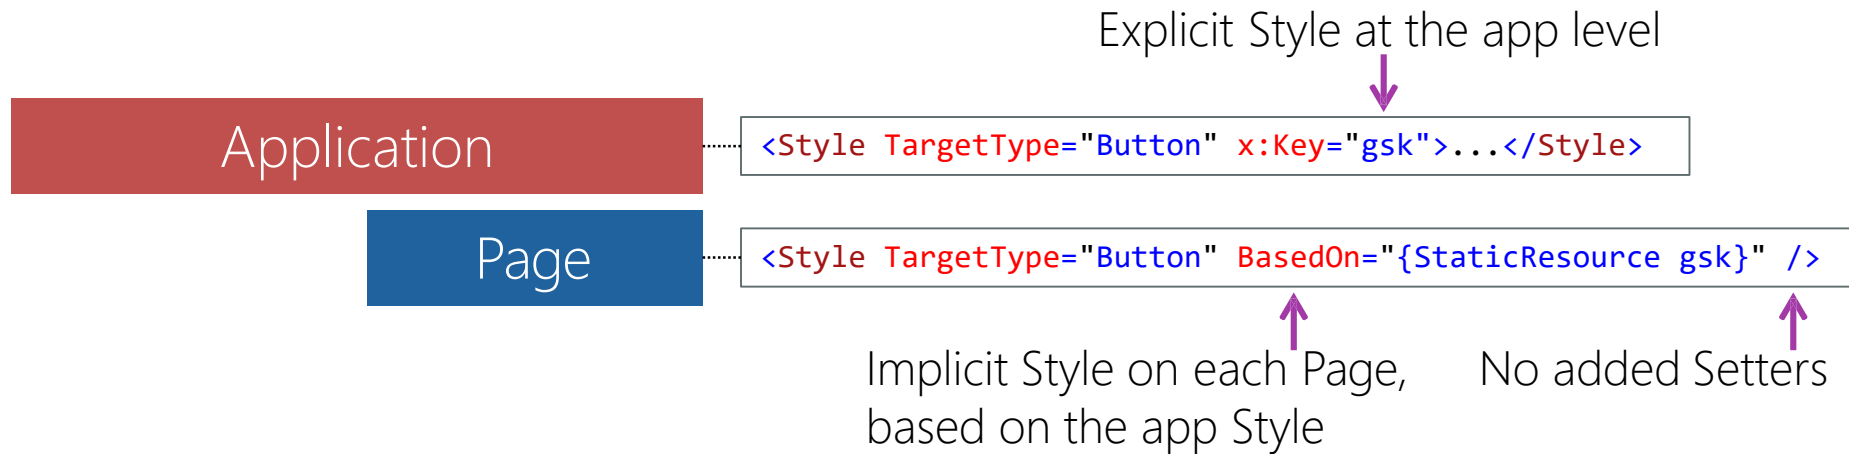 Explicit Style at the app level
Application
<Style TargetType="Button" x:Key="gsk">...</Style>
Page
<Style TargetType="Button" BasedOn="{StaticResource gsk}" />
Implicit Style on each Page,
based on the app Style
No added Setters